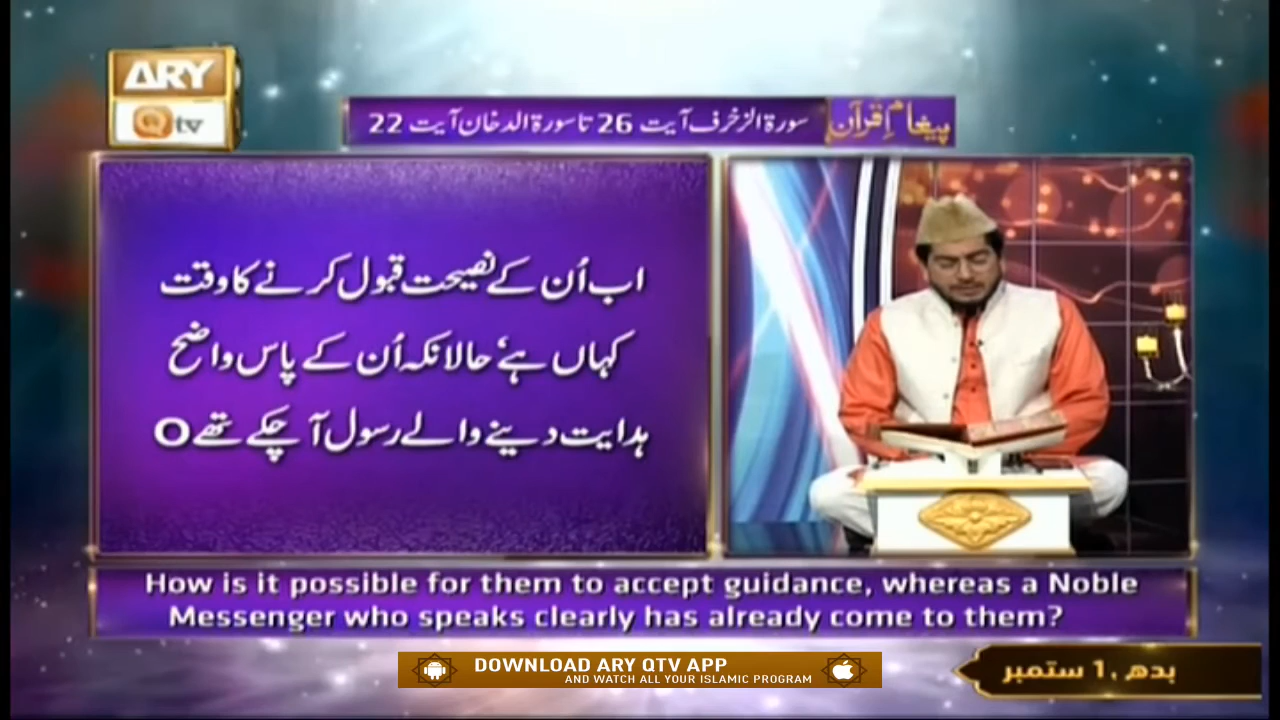 ARY
Qtv
پیغامِ قرآن سورۃ الزخرف آیت 26 تا سورۃ الدخان آیت 22
اب اُن کے نصیحت قبول کرنے کا وقت
کہاں ہے‘ حالانکہ اُن کے پاس واضح
ہدایت دینے والے رسول آ چکے تھے O
How is it possible for them to accept guidance, whereas a Noble
Messenger who speaks clearly has already come to them?
DOWNLOAD ARY QTV APP
AND WATCH ALL YOUR ISLAMIC PROGRAM
بدھ، 1 ستمبر